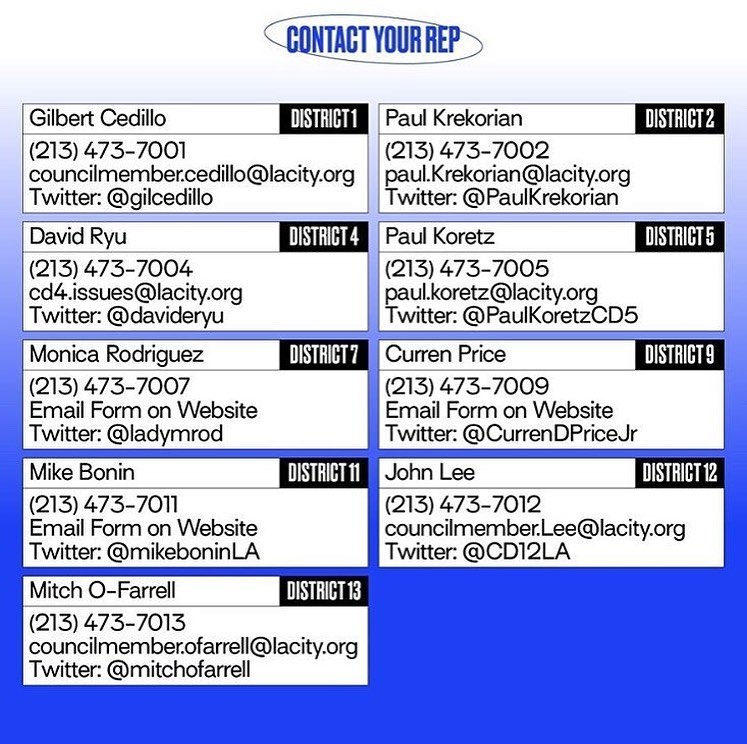 CONTACT YOUR REP
Gilbert Cedillo DISTRICT 1
(213) 473-7001
councilmember.cedillo@lacity.org
Twitter: @gilcedillo
Paul Krekorian DISTRICT 2
(213) 473-7002
paul.Krekorian@lacity.org
Twitter: @PaulKrekorian
David Ryu DISTRICT 4
(213) 473-7004
cd4.issues@lacity.org
Twitter: @davideryu
Paul Koretz DISTRICT 5
(213) 473-7005
paul.koretz@lacity.org
Twitter: @PaulKoretzCD5
Monica Rodriguez DISTRICT 7
(213) 473-7007
Email Form on Website
Twitter: @ladymrod
Curren Price DISTRICT 9
(213) 473-7009
Email Form on Website
Twitter: @CurrenDPriceJr
Mike Bonin DISTRICT 11
(213) 473-7011
Email Form on Website
Twitter: @mikeboninLA
John Lee DISTRICT 12
(213) 473-7012
councilmember.Lee@lacity.org
Twitter: @CD12LA
Mitch O-Farrell DISTRICT 13
(213) 473-7013
councilmember.ofarrell@lacity.org
Twitter: @mitchofarrell